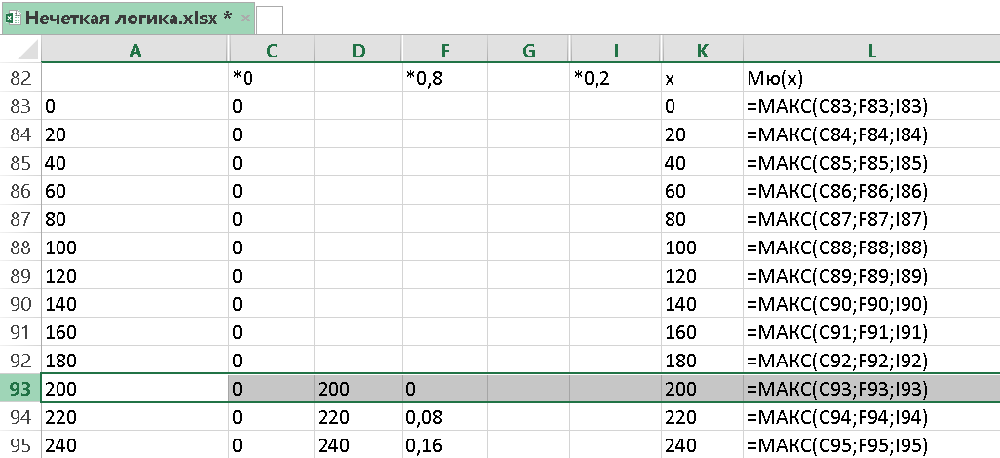 Нечеткая логика.xlsx * ×
A C D F G I K L
82 *0 *0,8 *0,2 x Мю(x)
83 0 0 0 =МАКС(C83;F83;I83)
84 20 0 20 =МАКС(C84;F84;I84)
85 40 0 40 =МАКС(C85;F85;I85)
86 60 0 60 =МАКС(C86;F86;I86)
87 80 0 80 =МАКС(C87;F87;I87)
88 100 0 100 =МАКС(C88;F88;I88)
89 120 0 120 =МАКС(C89;F89;I89)
90 140 0 140 =МАКС(C90;F90;I90)
91 160 0 160 =МАКС(C91;F91;I91)
92 180 0 180 =МАКС(C92;F92;I92)
93 200 0 200 0 200 =МАКС(C93;F93;I93)
94 220 0 220 0,08 220 =МАКС(C94;F94;I94)
95 240 0 240 0,16 240 =МАКС(C95;F95;I95)